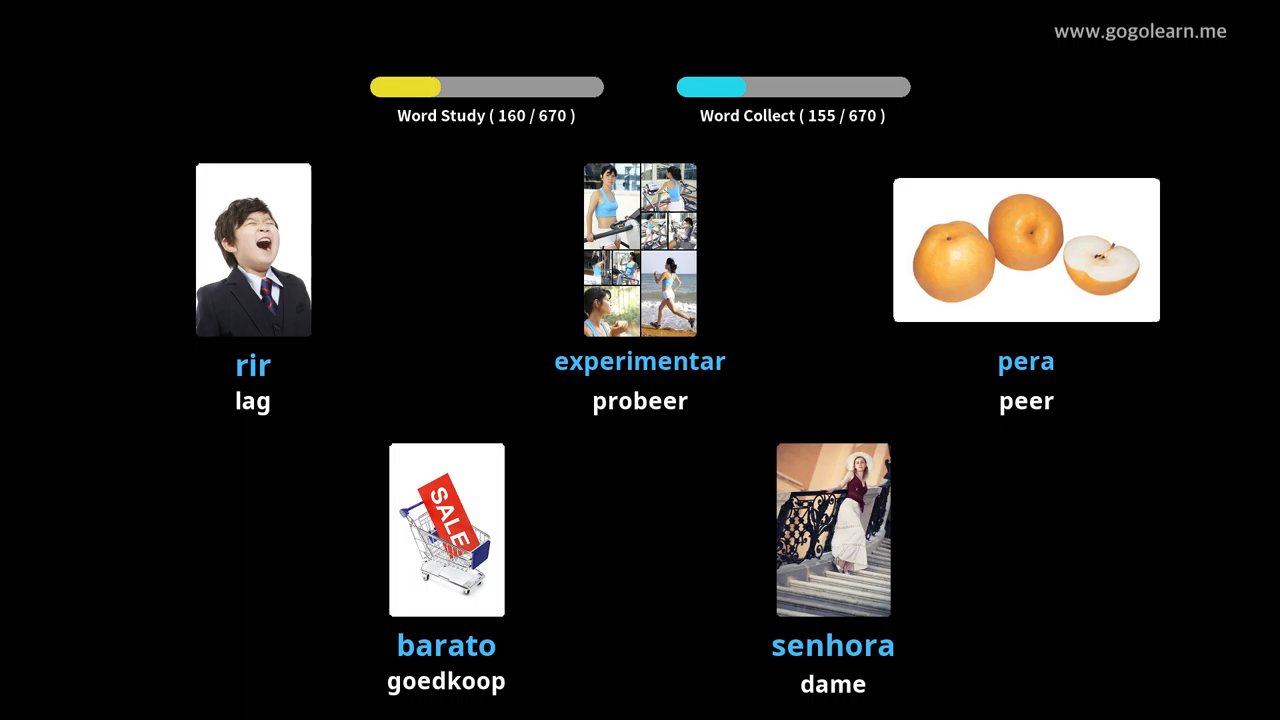 www.gogolearn.me
Word Study ( 160 / 670 )
Word Collect ( 155 / 670 )
rir
lag
experimentar
probeer
pera
peer
SALE
barato
goedkoop
senhora
dame